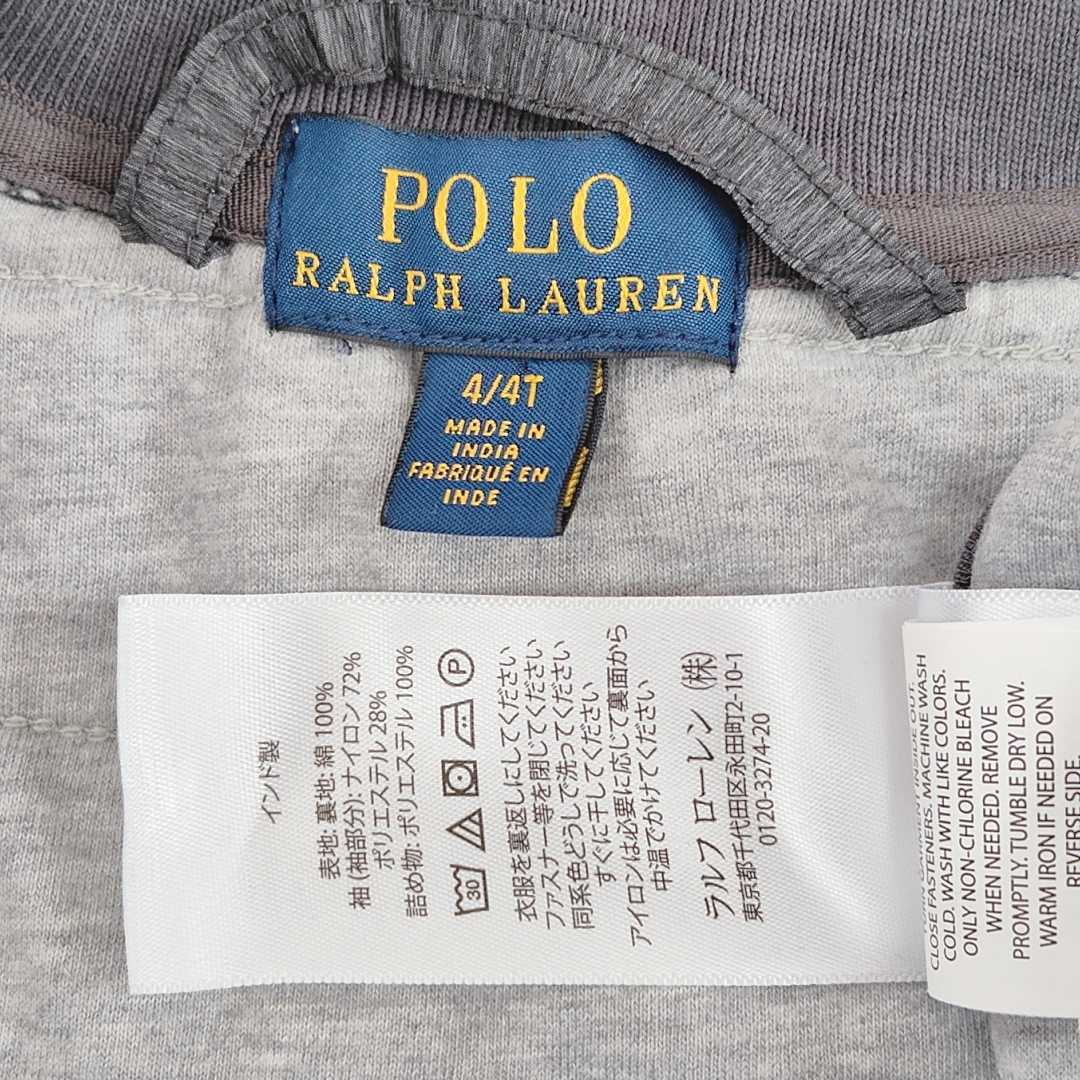 POLO
RALPH LAUREN
4/4T
MADE IN
INDIA
FABRIQUÉ EN
INDE
インド製
表地: 裏地: 綿 100%
袖 (袖部分): ナイロン 72%
ポリエステル 28%
詰め物: ポリエステル 100%
30 P
衣服を裏返しにしてください
ファスナー等を閉じてください
同系色どうしで洗ってください
すぐに干してください
アイロンは必要に応じて裏面から
中温でかけてください
ラルフ ローレン (株)
東京都千代田区永田町2-10-1
0120-3274-20
TURN GARMENT INSIDE OUT.
CLOSE FASTENERS. MACHINE WASH
COLD. WASH WITH LIKE COLORS.
ONLY NON-CHLORINE BLEACH
WHEN NEEDED. REMOVE
PROMPTLY. TUMBLE DRY LOW.
WARM IRON IF NEEDED ON
REVERSE SIDE.